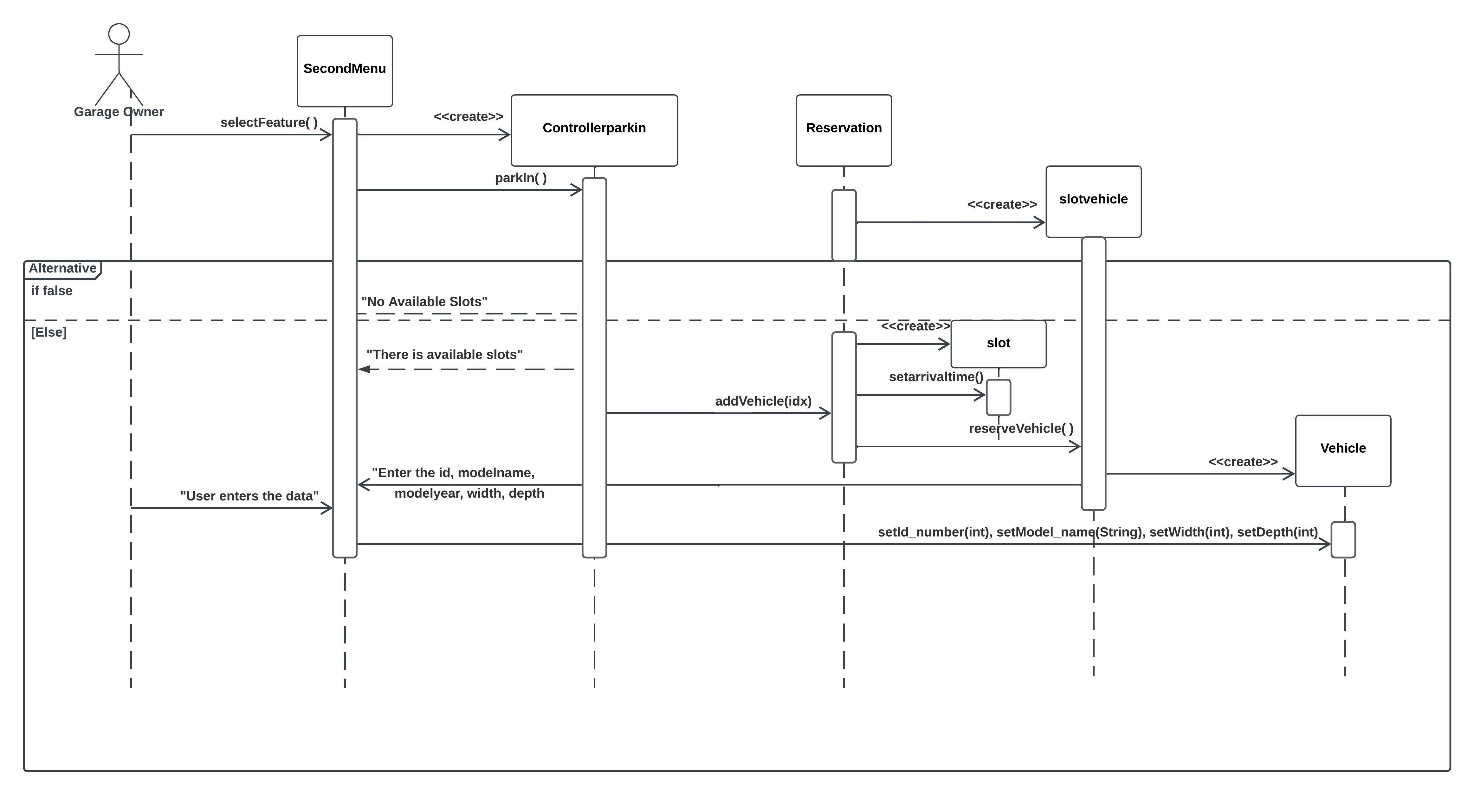 Garage Owner
SecondMenu
Controllerparkin
Reservation
slotvehicle
selectFeature( )
<<create>>
parkIn( )
<<create>>
Alternative
if false
"No Available Slots"
[Else]
<<create>>
slot
"There is available slots"
setarrivaltime()
addVehicle(idx)
reserveVehicle( )
Vehicle
<<create>>
"Enter the id, modelname,
modelyear, width, depth
"User enters the data"
setId_number(int), setModel_name(String), setWidth(int), setDepth(int)